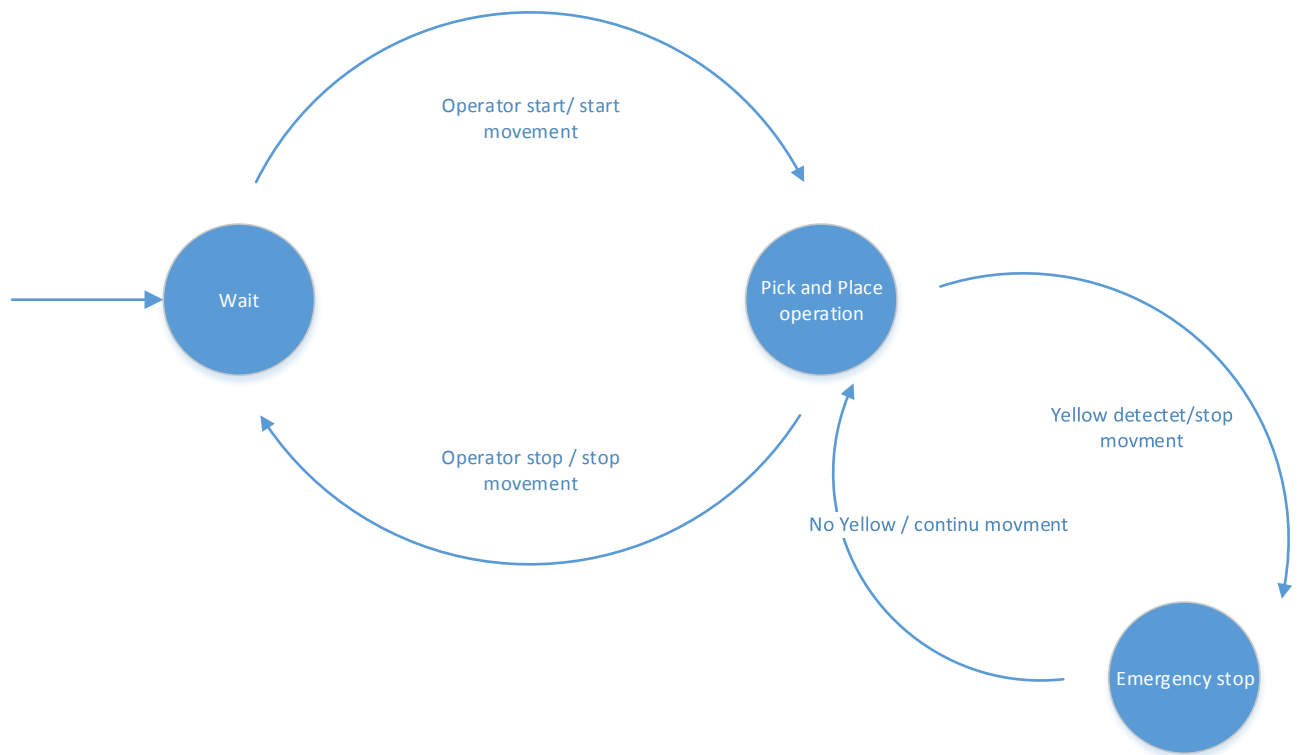 Operator start/ start
movement
Wait
Pick and Place
operation
Yellow detectet/stop
movment
Operator stop / stop
movement
No Yellow / continu movment
Emergency stop